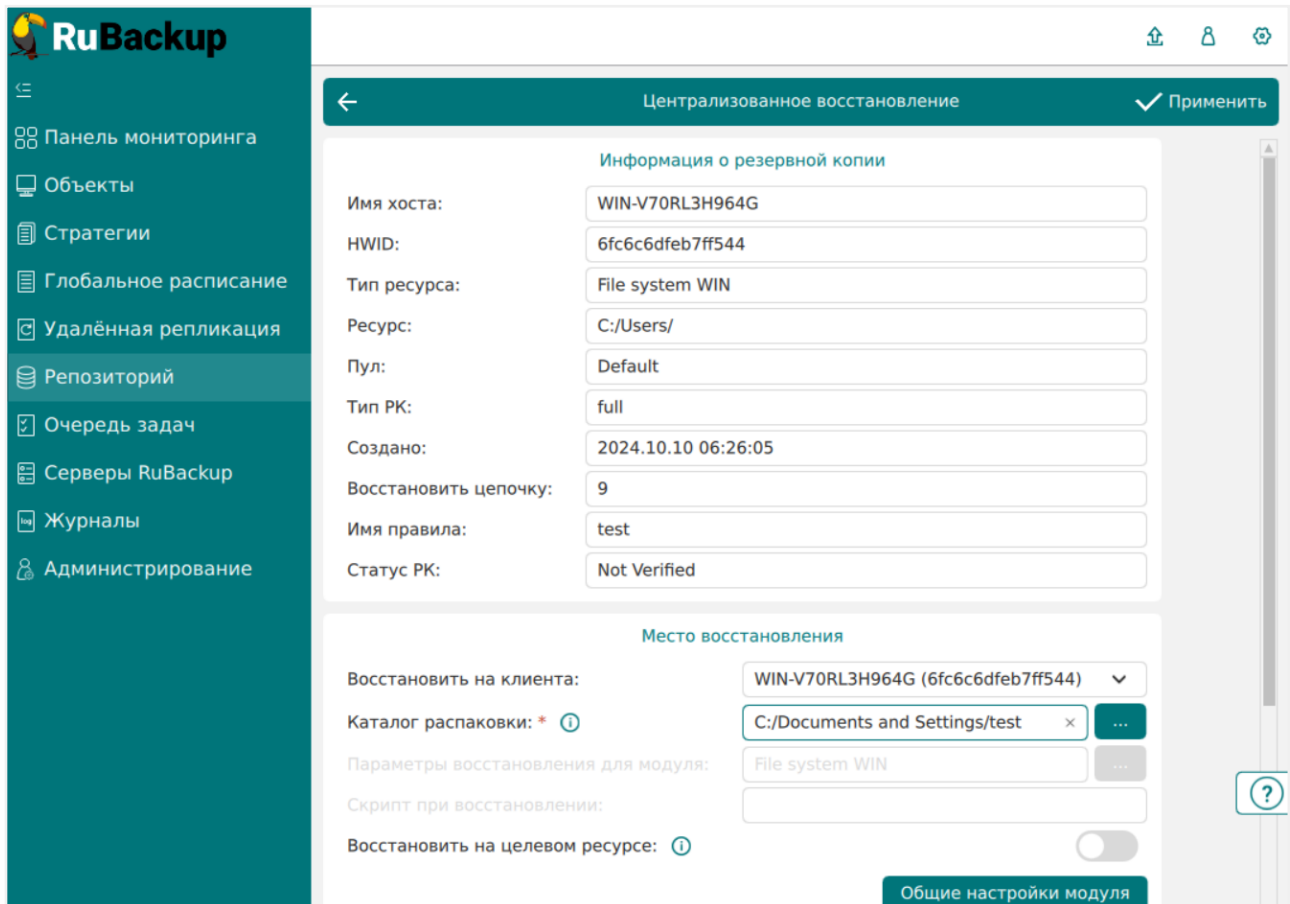 RuBackup
Централизованное восстановление
Применить
Панель мониторинга
Объекты
Стратегии
Глобальное расписание
Удалённая репликация
Репозиторий
Очередь задач
Серверы RuBackup
log Журналы
Администрирование
Информация о резервной копии
Имя хоста: WIN-V70RL3H964G
HWID: 6fc6c6dfeb7ff544
Тип ресурса: File system WIN
Ресурс: C:/Users/
Пул: Default
Тип РК: full
Создано: 2024.10.10 06:26:05
Восстановить цепочку: 9
Имя правила: test
Статус РК: Not Verified
Место восстановления
Восстановить на клиента: WIN-V70RL3H964G (6fc6c6dfeb7ff544)
Каталог распаковки: * i C:/Documents and Settings/test × ...
Параметры восстановления для модуля: File system WIN ...
Скрипт при восстановлении:
Восстановить на целевом ресурсе: i
Общие настройки модуля
?